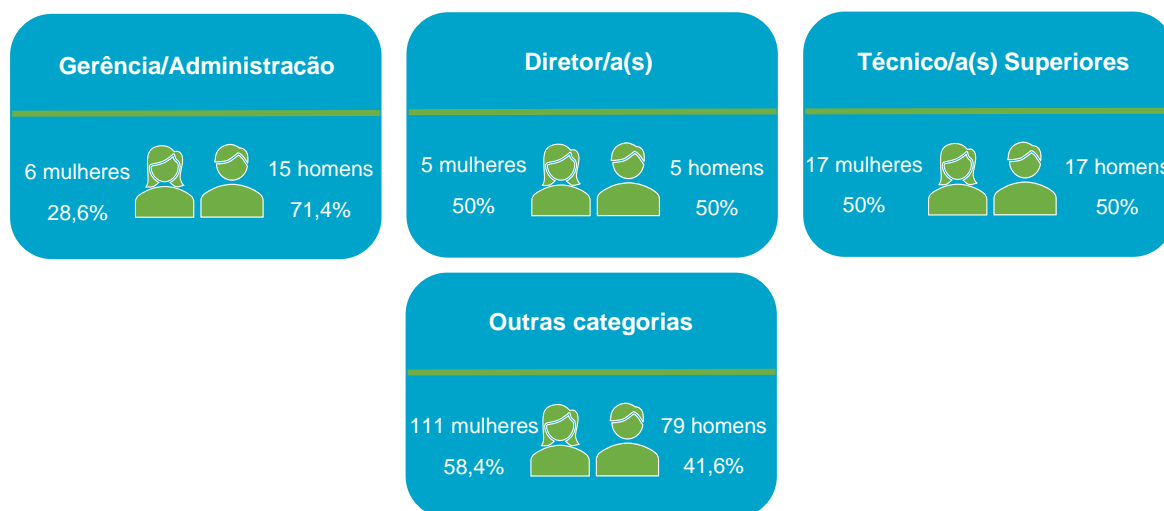 Gerência/Administracão
6 mulheres
28,6%
15 homens
71,4%
Diretor/a(s)
5 mulheres
50%
5 homens
50%
Técnico/a(s) Superiores
17 mulheres
50%
17 homens
50%
Outras categorias
111 mulheres
58,4%
79 homens
41,6%